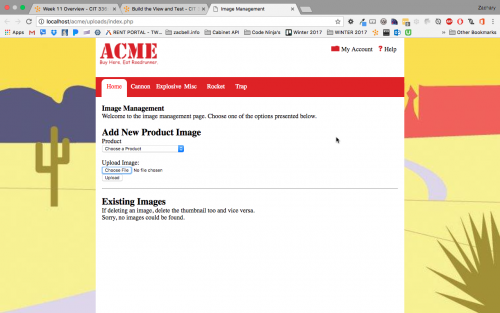 Week 11 Overview - CIT 336
Build the View and Test - CIT
Image Management
localhost/acme/uploads/index.php
Apps
RENT PORTAL - TW
zacbell.info
Cabinet API
Code Ninjas
Winter 2017
WINTER 2017
Other Bookmarks
ACME
Buy Here, Eat Roadrunner
My Account
? Help
Home Cannon Explosive Misc Rocket Trap
Image Management
Welcome to the image management page. Choose one of the options presented below.
Add New Product Image
Product
Choose a Product
Upload Image:
Choose File No file chosen
Upload
Existing Images
If deleting an image, delete the thumbnail too and vice versa.
Sorry, no images could be found.